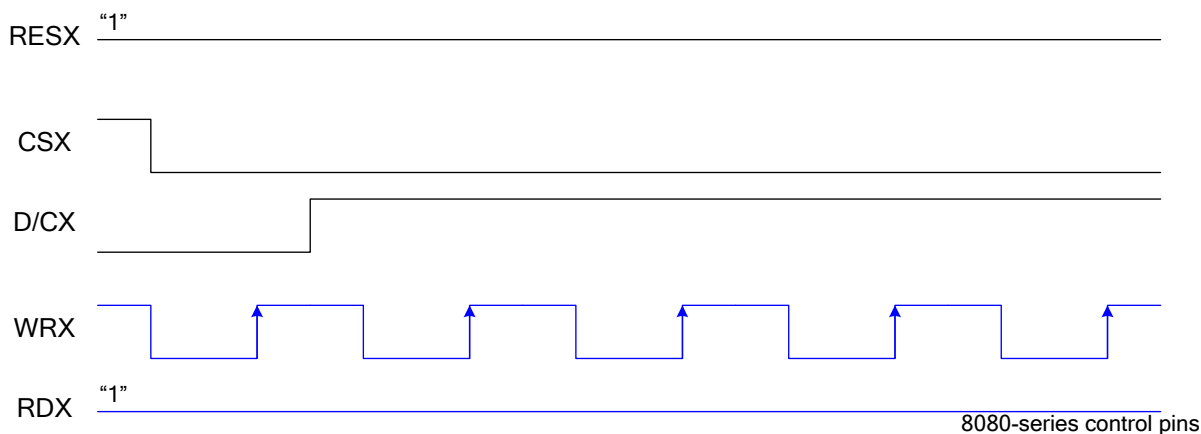 RESX “1”
CSX
D/CX
WRX
RDX “1”
8080-series control pins